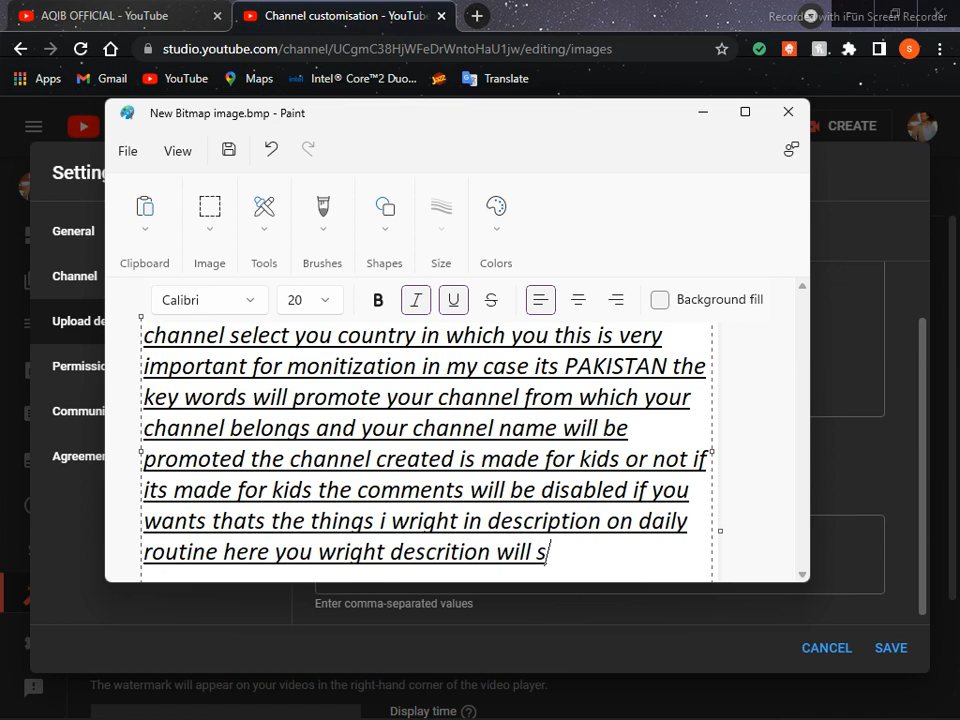 AQIB OFFICIAL - YouTube
Channel customisation - YouTube
Recorded with iFun Screen Recorder
studio.youtube.com/channel/UCgmC38HjWFeDrWntoHaU1jw/editing/images
Apps Gmail YouTube Maps Intel® Core™2 Duo... Translate
New Bitmap image.bmp - Paint
CREATE
File View
Settings
General
Channel
Upload de
Permissio
Communi
Agreemen
Clipboard Image Tools Brushes Shapes Size Colors
Calibri 20 B I U S Background fill
channel select you country in which you this is very
important for monitization in my case its PAKISTAN the
key words will promote your channel from which your
channel belongs and your channel name will be
promoted the channel created is made for kids or not if
its made for kids the comments will be disabled if you
wants thats the things i wright in description on daily
routine here you wright descrition will s
Enter comma-separated values
CANCEL SAVE
The watermark will appear on your videos in the right-hand corner of the video player.
Display time